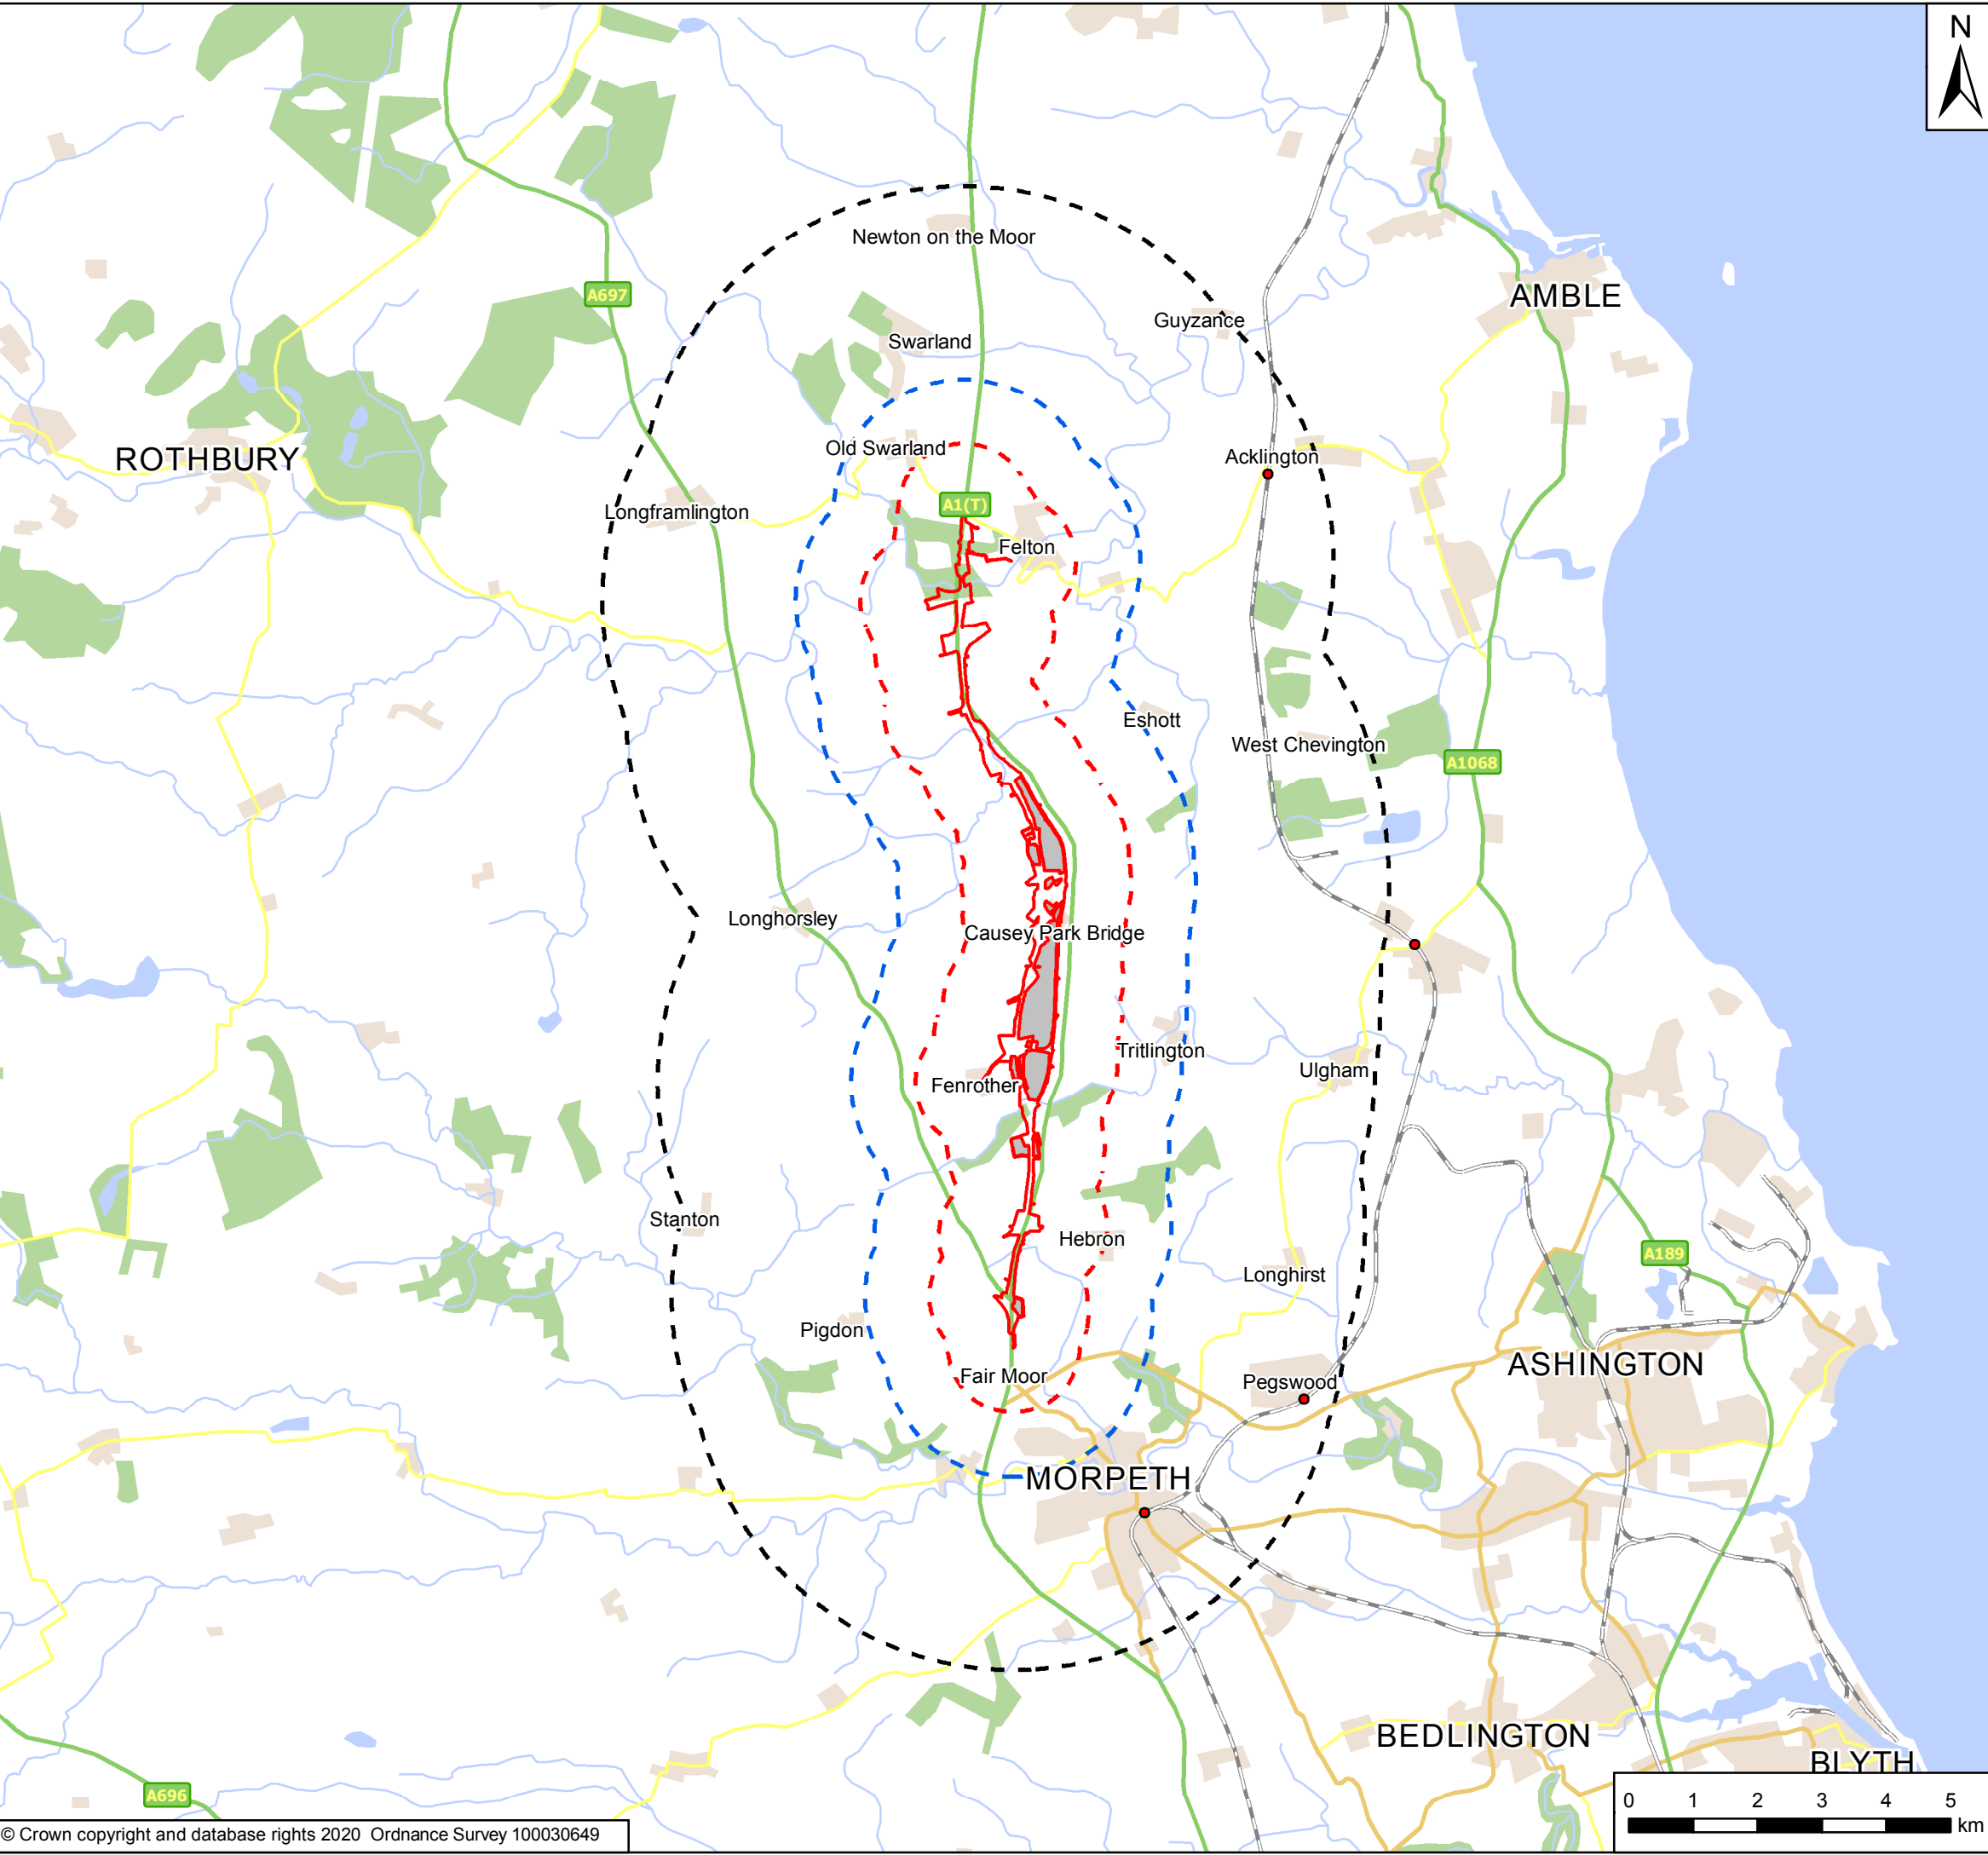 N
Newton on the Moor
A697
AMBLE
Guyzance
Swarland
Old Swarland
Acklington
ROTHBURY
A1(T)
Longframlington
Felton
Eshott
West Chevington
A1068
Longhorsley
Causey Park Bridge
Tritlington
Ulgham
Fenrother
Stanton
Hebron
A189
Longhirst
Pigdon
ASHINGTON
Fair Moor
Pegswood
MORPETH
BEDLINGTON
BLYTH
A696
0 1 2 3 4 5
km
© Crown copyright and database rights 2020 Ordnance Survey 100030649